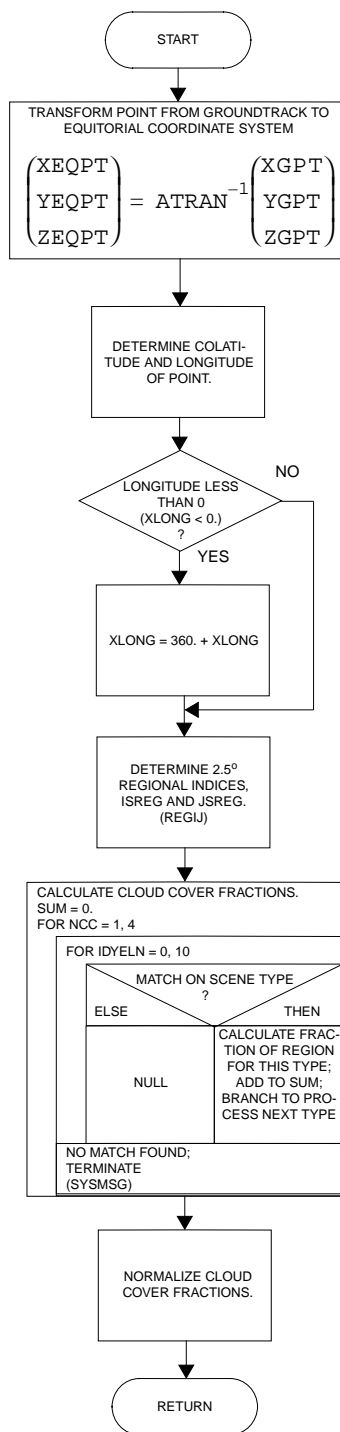 START
TRANSFORM POINT FROM GROUNDTRACK TO
EQUITORIAL COORDINATE SYSTEM
XEQPT
YEQPT
ZEQPT
= ATRAN⁻¹
XGPT
YGPT
ZGPT
DETERMINE COLATI-
TUDE AND LONGITUDE
OF POINT.
LONGITUDE LESS
THAN 0
(XLONG < 0.)
?
NO
YES
XLONG = 360. + XLONG
DETERMINE 2.5º
REGIONAL INDICES,
ISREG AND JSREG.
(REGIJ)
CALCULATE CLOUD COVER FRACTIONS.
SUM = 0.
FOR NCC = 1, 4
FOR IDYELN = 0, 10
MATCH ON SCENE TYPE
?
ELSE
THEN
NULL
CALCULATE FRAC-
TION OF REGION
FOR THIS TYPE;
ADD TO SUM;
BRANCH TO PRO-
CESS NEXT TYPE
NO MATCH FOUND;
TERMINATE
(SYSMSG)
NORMALIZE CLOUD
COVER FRACTIONS.
RETURN